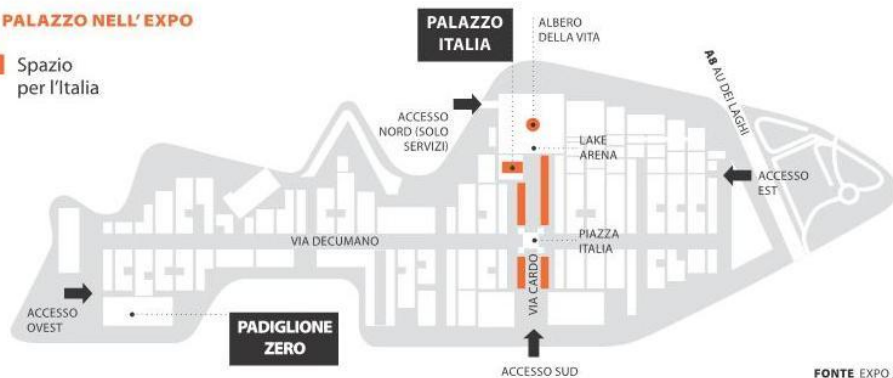 PALAZZO NELL'EXPO
Spazio
per l'Italia
PALAZZO
ITALIA
ALBERO
DELLA VITA
A8 AU DEI LAGHI
ACCESSO
NORD (SOLO
SERVIZI)
LAKE
ARENA
ACCESSO
EST
VIA DECUMANO
PIAZZA
ITALIA
VIA CARDO
ACCESSO
OVEST
PADIGLIONE
ZERO
ACCESSO SUD
FONTE EXPO